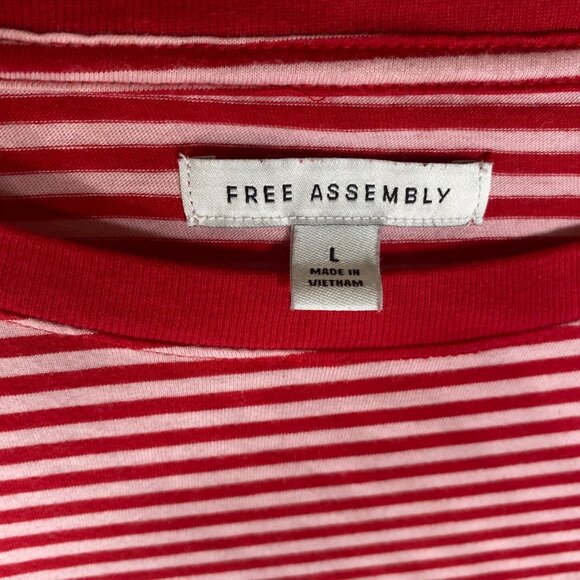 FREE ASSEMBLY
L
MADE IN
VIETNAM